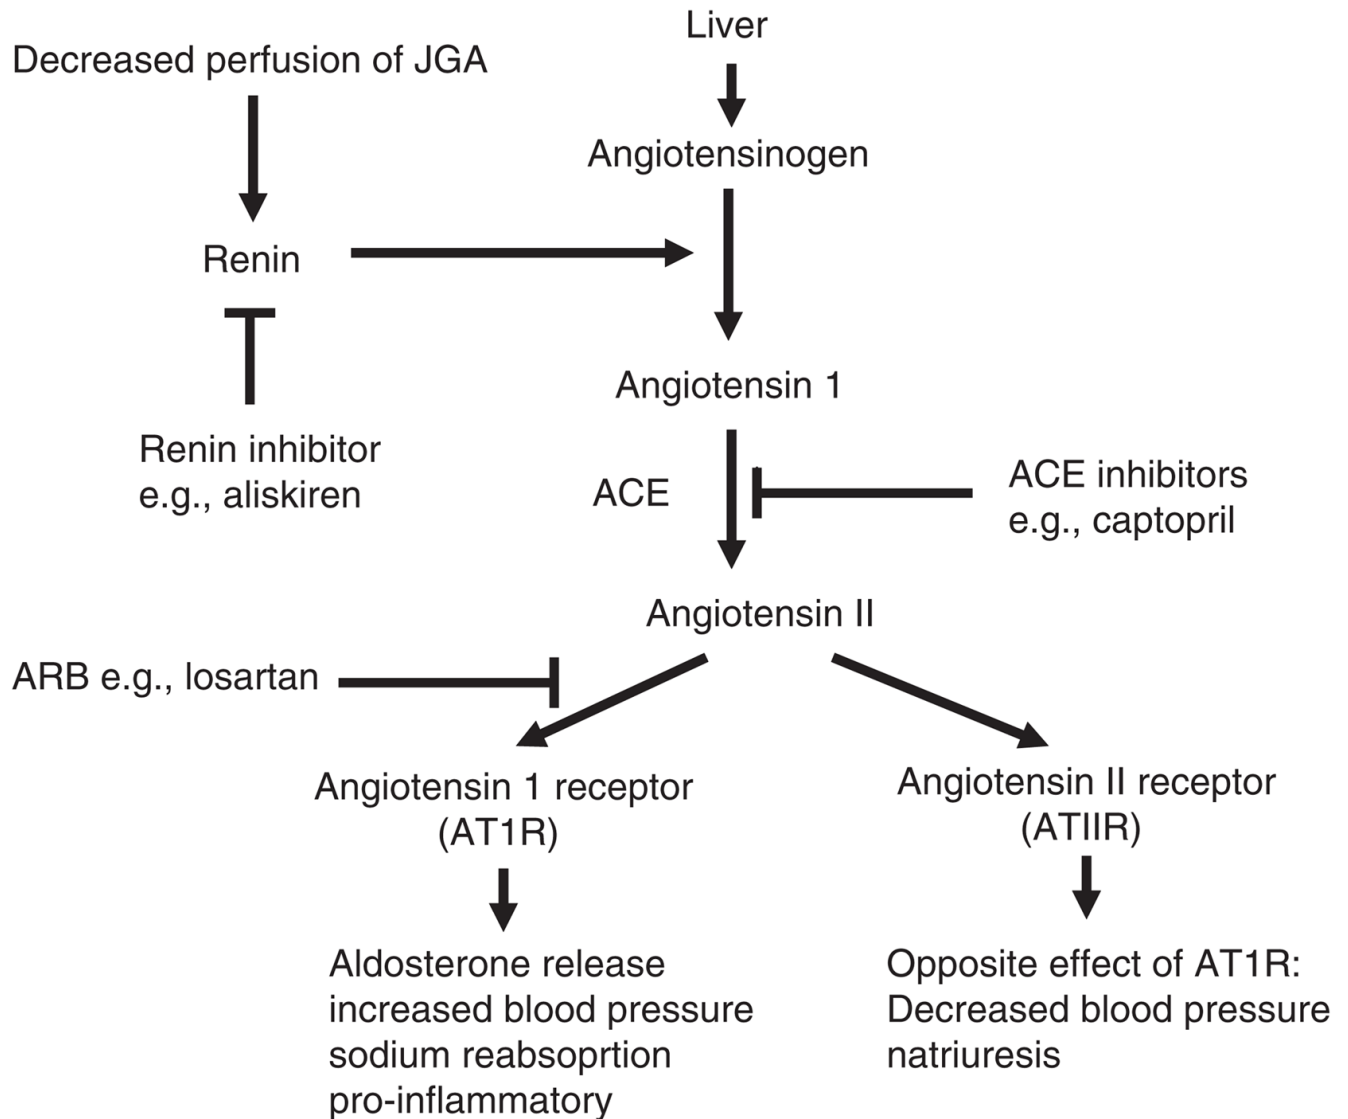 Liver
Decreased perfusion of JGA
Angiotensinogen
Renin
Angiotensin 1
Renin inhibitor
e.g., aliskiren
ACE
ACE inhibitors
e.g., captopril
Angiotensin II
ARB e.g., losartan
Angiotensin 1 receptor
(AT1R)
Angiotensin II receptor
(ATIIR)
Aldosterone release
increased blood pressure
sodium reabsoprtion
pro-inflammatory
Opposite effect of AT1R:
Decreased blood pressure
natriuresis